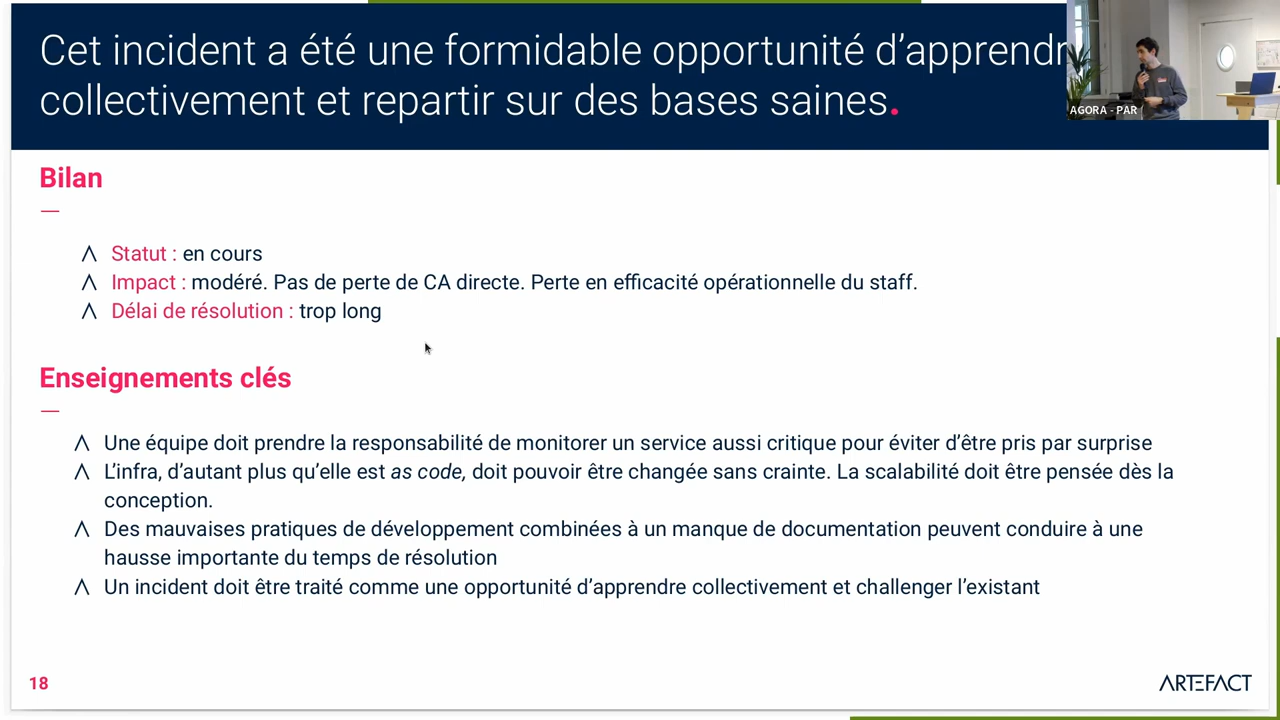 Cet incident a été une formidable opportunité d’apprendr
collectivement et repartir sur des bases saines.
AGORA - PAR
Bilan
Statut : en cours
Impact : modéré. Pas de perte de CA directe. Perte en efficacité opérationnelle du staff.
Délai de résolution : trop long
Enseignements clés
Une équipe doit prendre la responsabilité de monitorer un service aussi critique pour éviter d’être pris par surprise
L’infra, d’autant plus qu’elle est as code, doit pouvoir être changée sans crainte. La scalabilité doit être pensée dès la
conception.
Des mauvaises pratiques de développement combinées à un manque de documentation peuvent conduire à une
hausse importante du temps de résolution
Un incident doit être traité comme une opportunité d’apprendre collectivement et challenger l’existant
18
ARTEFACT